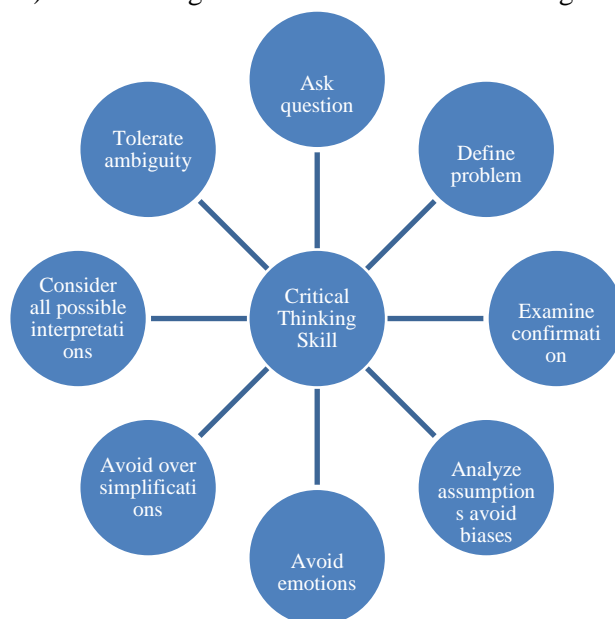 Ask
question
Define
problem
Examine
confirmati
on
Analyze
assumption
s avoid
biases
Avoid
emotions
Avoid over
simplificati
ons
Consider
all possible
interpretati
ons
Tolerate
ambiguity
Critical
Thinking
Skill